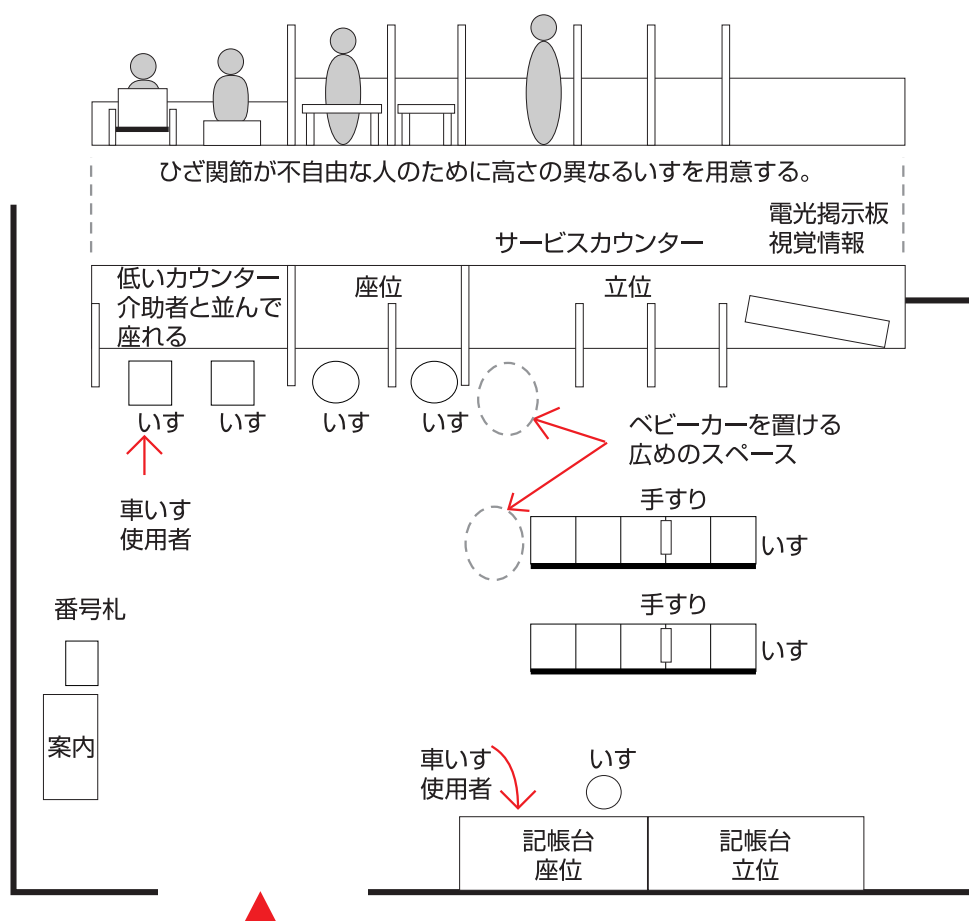 ひざ関節が不自由な人のために高さの異なるいすを用意する。
電光掲示板
視覚情報
サービスカウンター
低いカウンター
介助者と並んで
座れる
座位
立位
いす
いす
いす
いす
ベビーカーを置ける
広めのスペース
車いす
使用者
手すり
いす
番号札
手すり
いす
案内
車いす
使用者
いす
記帳台
座位
記帳台
立位